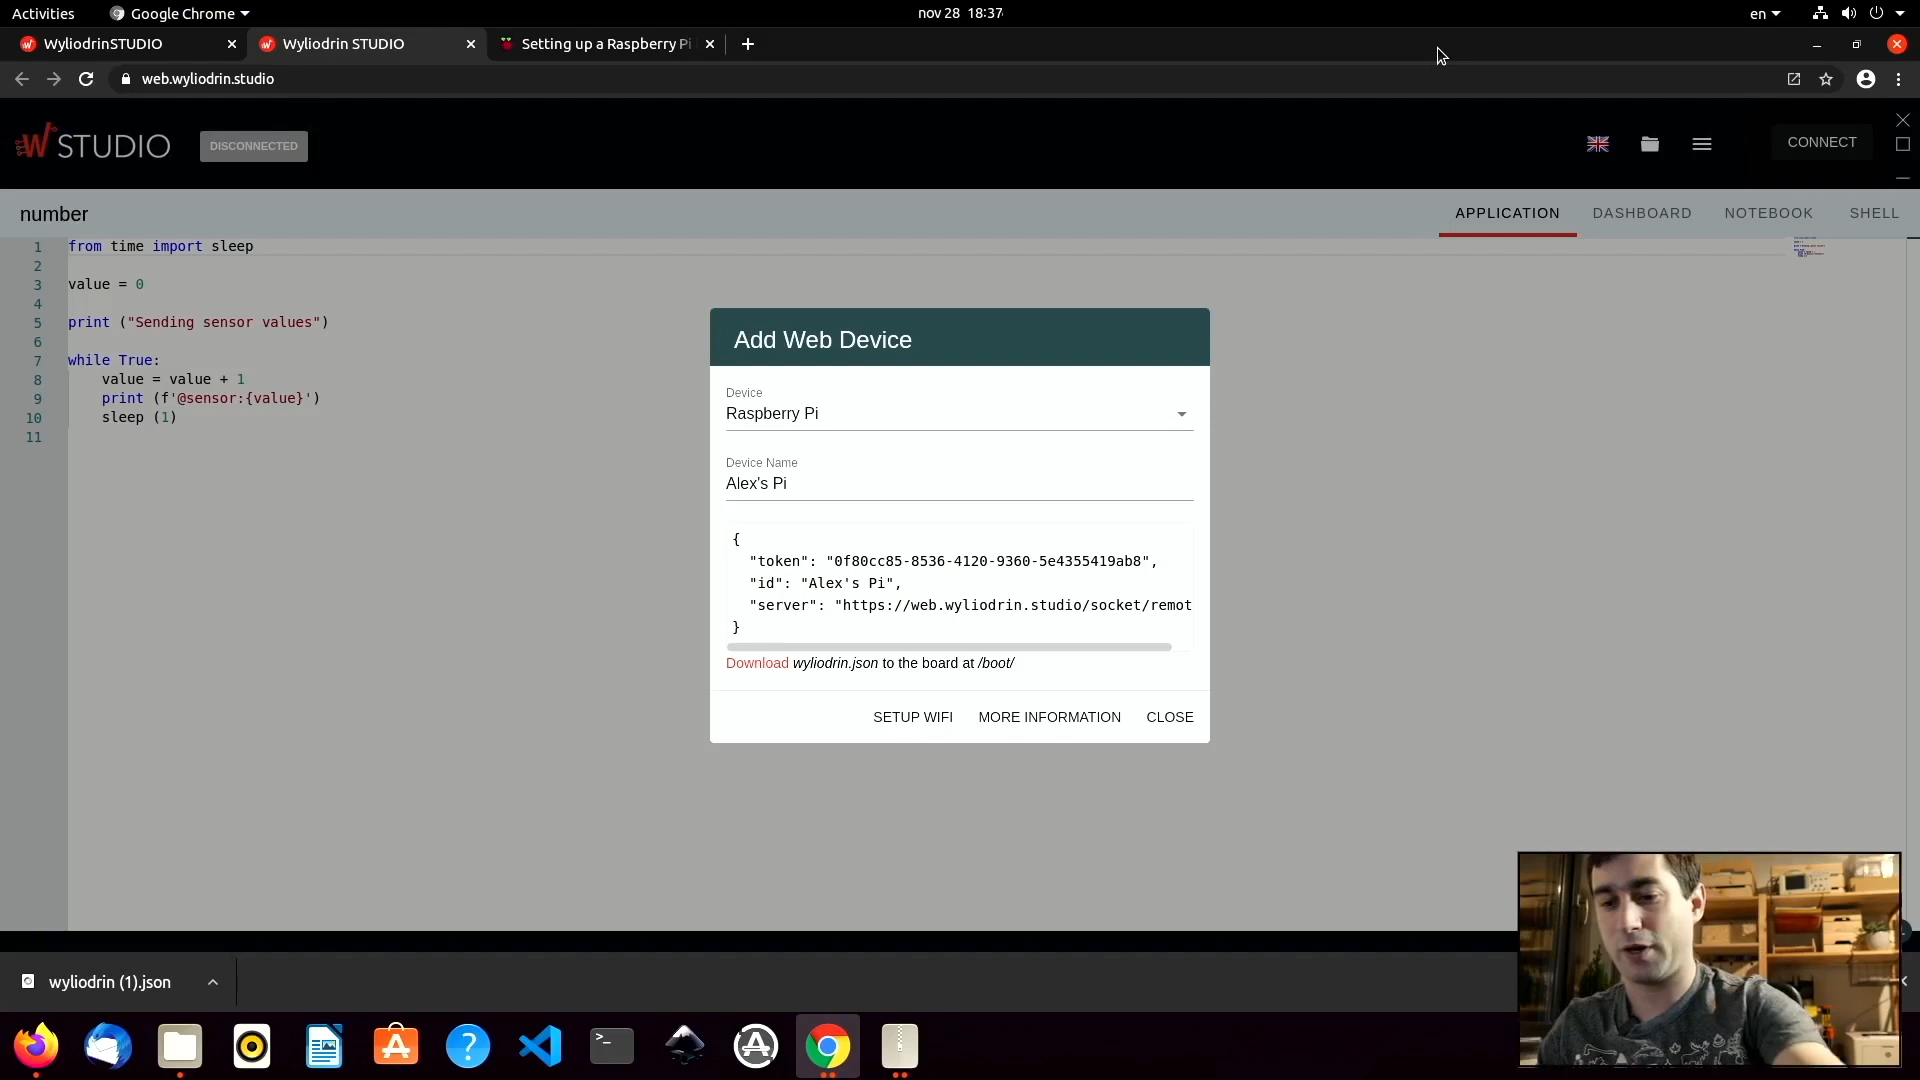 Activities
Google Chrome
nov 28 18:37
en
WyliodrinSTUDIO
Wyliodrin STUDIO
Setting up a Raspberry Pi
web.wyliodrin.studio
W STUDIO
DISCONNECTED
CONNECT
number
APPLICATION
DASHBOARD
NOTEBOOK
SHELL
1 from time import sleep
2
3 value = 0
4
5 print ("Sending sensor values")
6
7 while True:
8 value = value + 1
9 print (f'@sensor:{value}')
10 sleep (1)
11
Add Web Device
Device
Raspberry Pi
Device Name
Alex's Pi
{
"token": "0f80cc85-8536-4120-9360-5e4355419ab8",
"id": "Alex's Pi",
"server": "https://web.wyliodrin.studio/socket/remot
}
Download wyliodrin.json to the board at /boot/
SETUP WIFI
MORE INFORMATION
CLOSE
wyliodrin (1).json